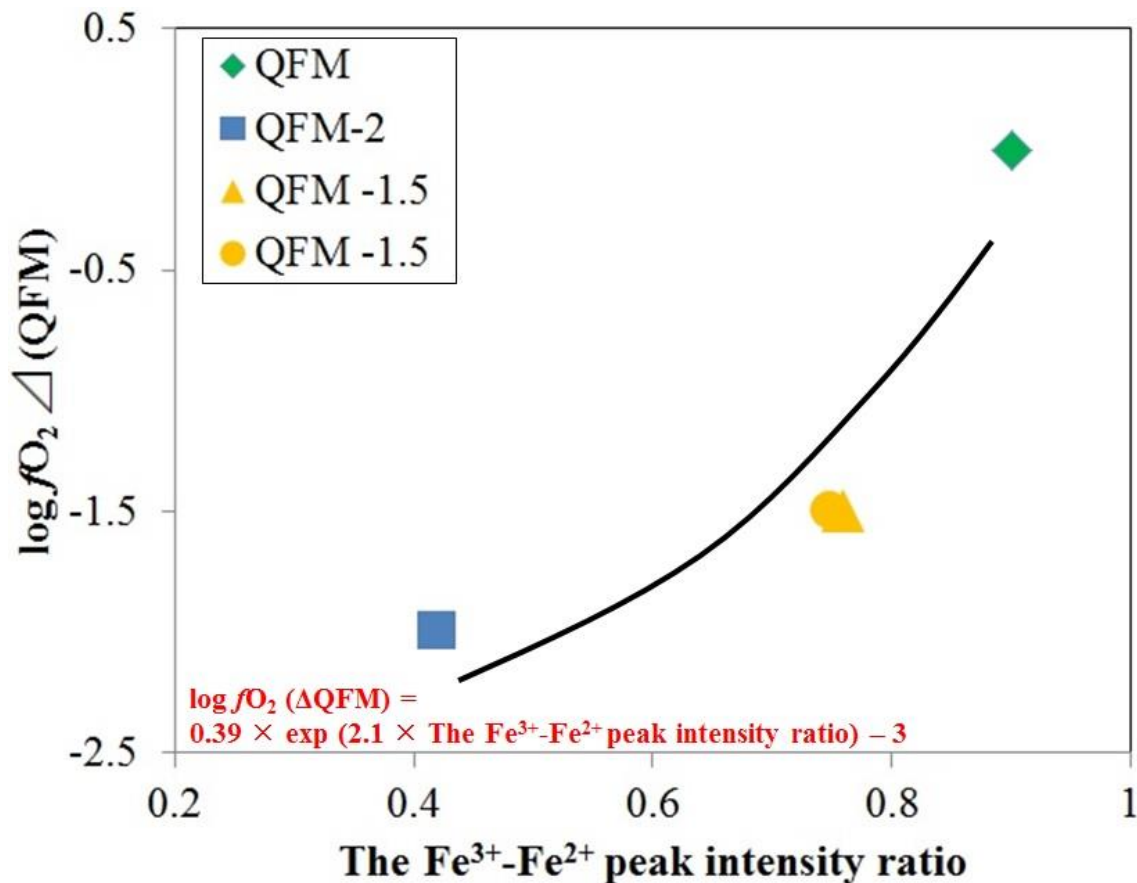 0.5
QFM
QFM-2
QFM -1.5
QFM -1.5
-0.5
log fO₂ ⊿ (QFM)
-1.5
log fO₂ (ΔQFM) =
0.39 × exp (2.1 × The Fe³⁺-Fe²⁺ peak intensity ratio) – 3
-2.5
0.2 0.4 0.6 0.8 1
The Fe³⁺-Fe²⁺ peak intensity ratio